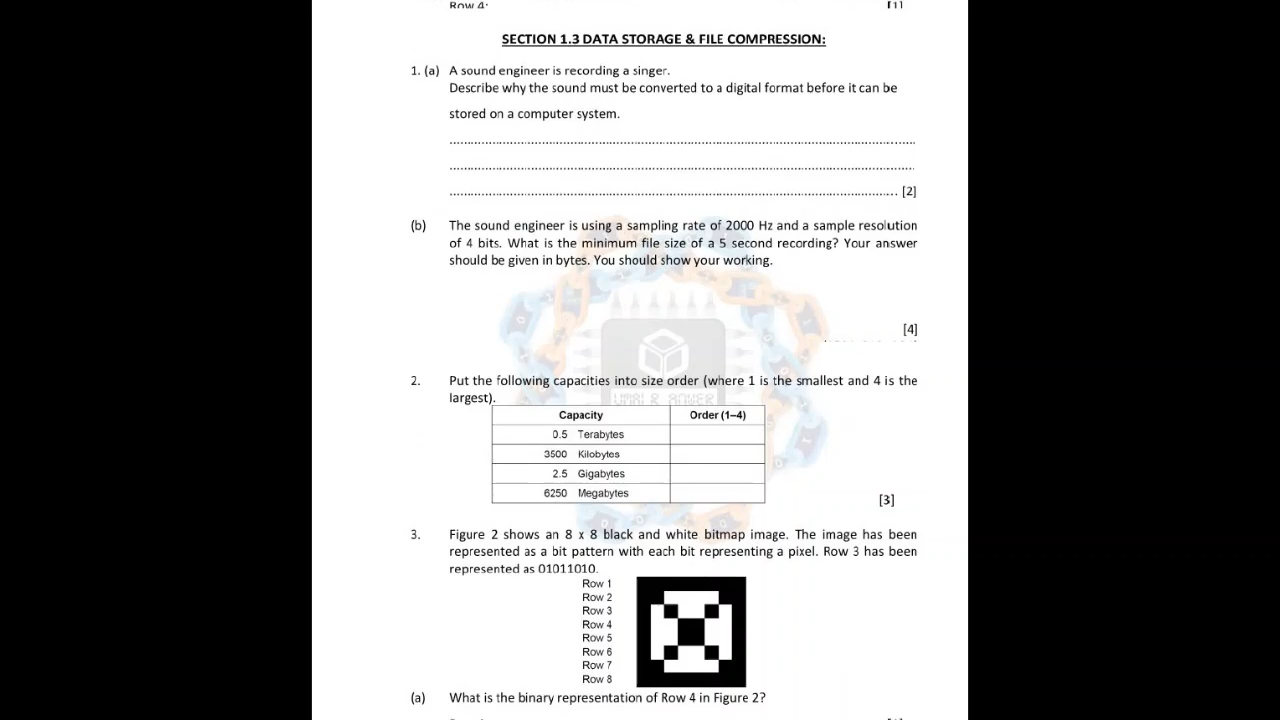 Row 4: [1]
SECTION 1.3 DATA STORAGE & FILE COMPRESSION:
1. (a) A sound engineer is recording a singer.
Describe why the sound must be converted to a digital format before it can be
stored on a computer system.
[2]
(b) The sound engineer is using a sampling rate of 2000 Hz and a sample resolution
of 4 bits. What is the minimum file size of a 5 second recording? Your answer
should be given in bytes. You should show your working.
[4]
2. Put the following capacities into size order (where 1 is the smallest and 4 is the
largest).
Capacity Order (1–4)
0.5 Terabytes
3500 Kilobytes
2.5 Gigabytes
6250 Megabytes
[3]
3. Figure 2 shows an 8 x 8 black and white bitmap image. The image has been
represented as a bit pattern with each bit representing a pixel. Row 3 has been
represented as 01011010.
Row 1
Row 2
Row 3
Row 4
Row 5
Row 6
Row 7
Row 8
(a) What is the binary representation of Row 4 in Figure 2?